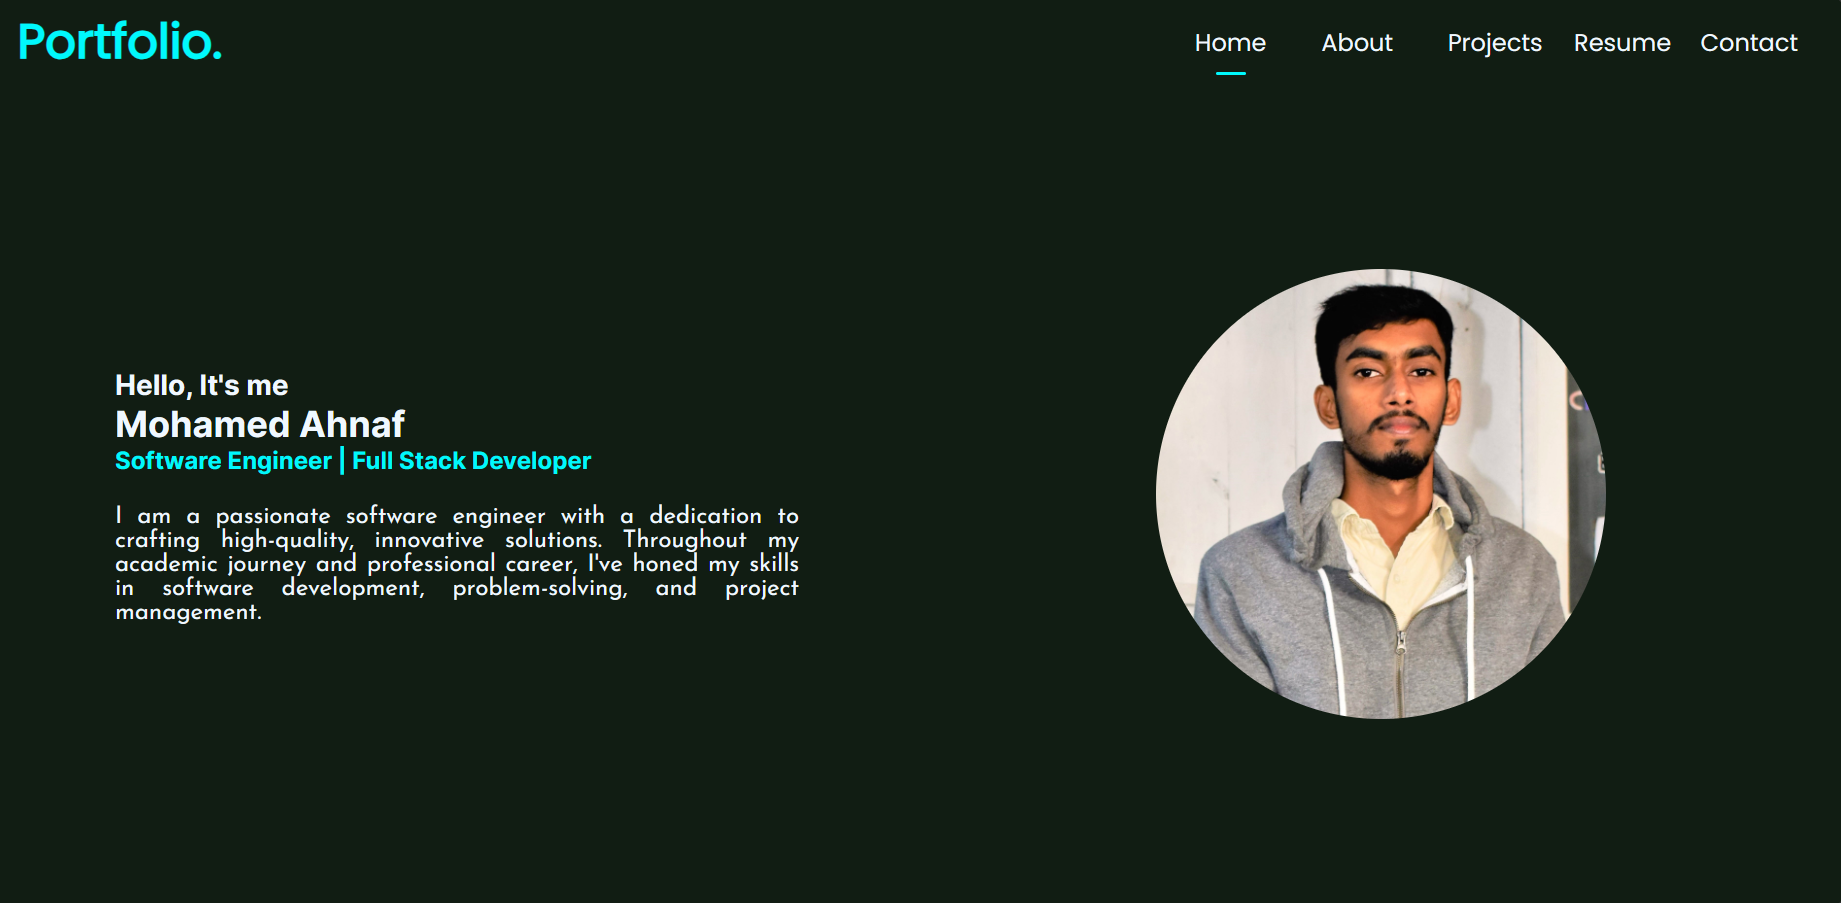 Portfolio.
Home About Projects Resume Contact
Hello, It's me
Mohamed Ahnaf
Software Engineer | Full Stack Developer
I am a passionate software engineer with a dedication to
crafting high-quality, innovative solutions. Throughout my
academic journey and professional career, I've honed my skills
in software development, problem-solving, and project
management.